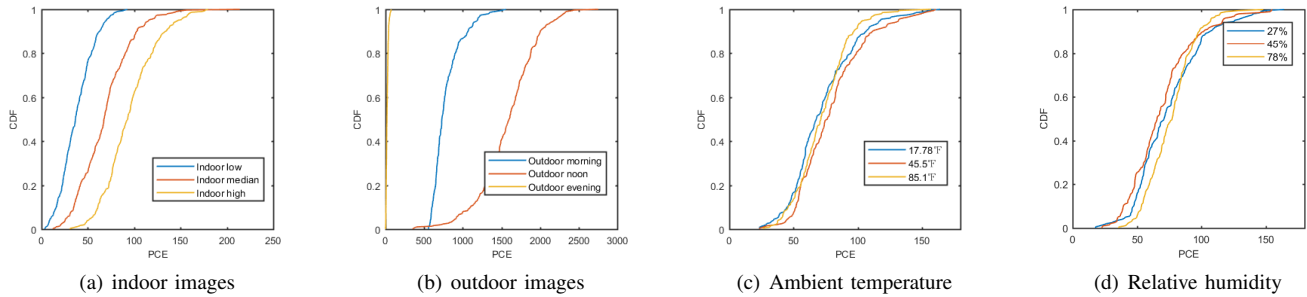 1
0.8
0.6
0.4
0.2
0
CDF
0 50 100 150 200 250
PCE
Indoor low
Indoor median
Indoor high
(a) indoor images
1
0.8
0.6
0.4
0.2
0
CDF
0 500 1000 1500 2000 2500 3000
PCE
Outdoor morning
Outdoor noon
Outdoor evening
(b) outdoor images
1
0.8
0.6
0.4
0.2
0
CDF
0 50 100 150
PCE
17.78℉
45.5℉
85.1℉
(c) Ambient temperature
1
0.8
0.6
0.4
0.2
0
CDF
0 50 100 150
PCE
27%
45%
78%
(d) Relative humidity